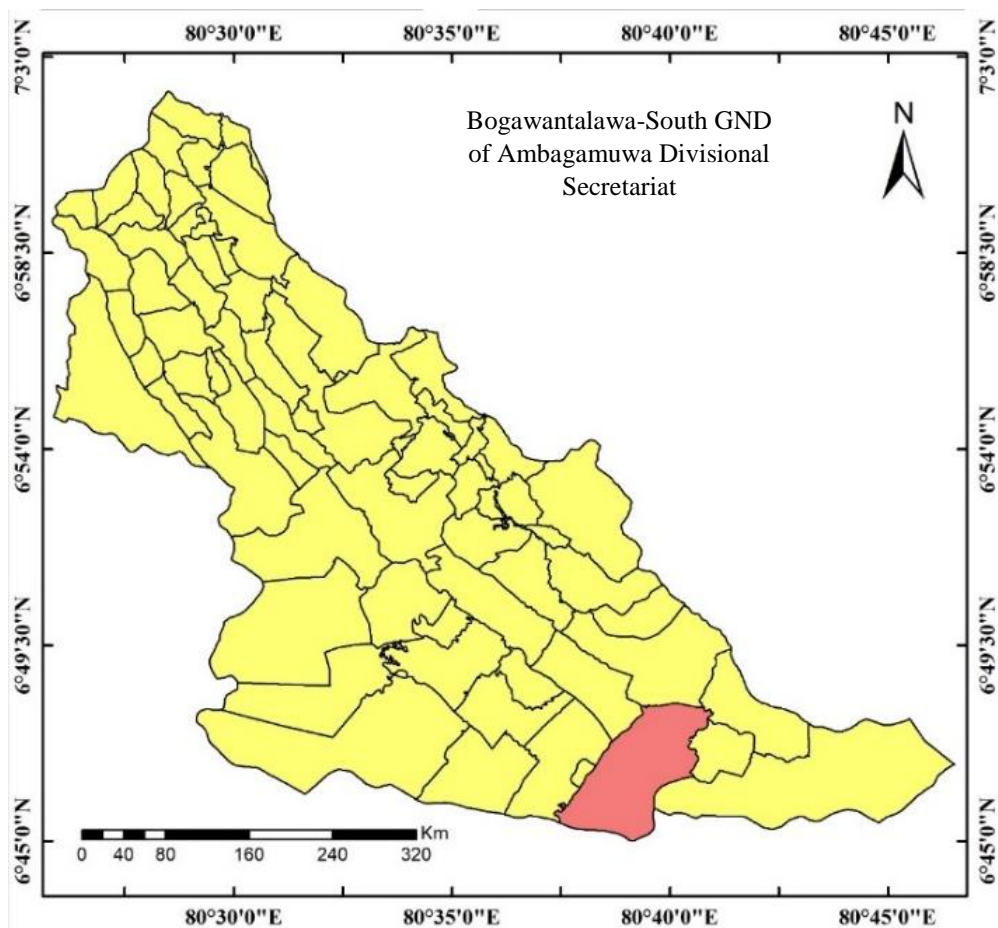 80°30'0"E 80°35'0"E 80°40'0"E 80°45'0"E
7°3'0"N
7°3'0"N
Bogawantalawa-South GND
of Ambagamuwa Divisional
Secretariat
N
6°58'30"N
6°58'30"N
6°54'0"N
6°54'0"N
6°49'30"N
6°49'30"N
6°45'0"N
6°45'0"N
Km
0 40 80 160 240 320
80°30'0"E 80°35'0"E 80°40'0"E 80°45'0"E